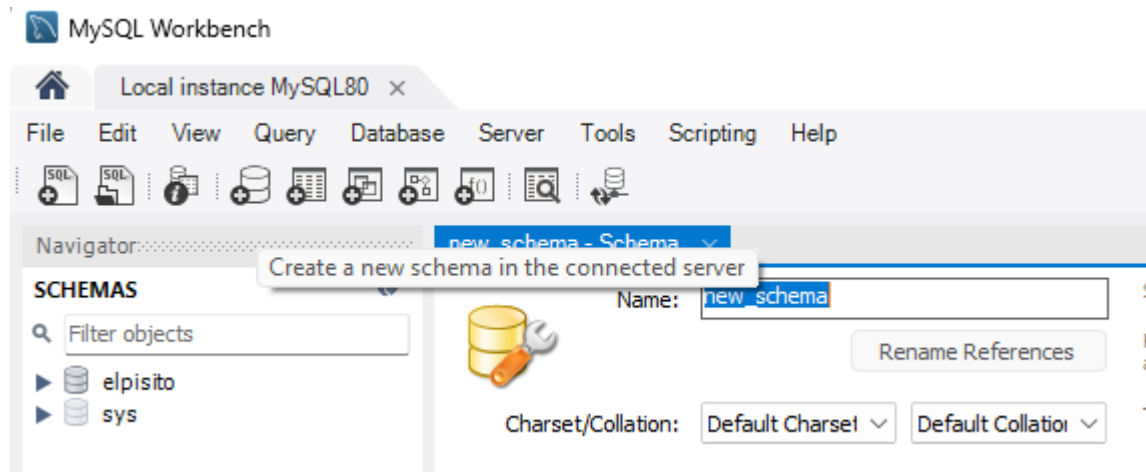 MySQL Workbench
Local instance MySQL80
File Edit View Query Database Server Tools Scripting Help
SQL SQL
Navigator new_schema - Schema
Create a new schema in the connected server
SCHEMAS
Name: new_schema
Filter objects
Rename References
elpisito
sys
Charset/Collation: Default Charset Default Collation